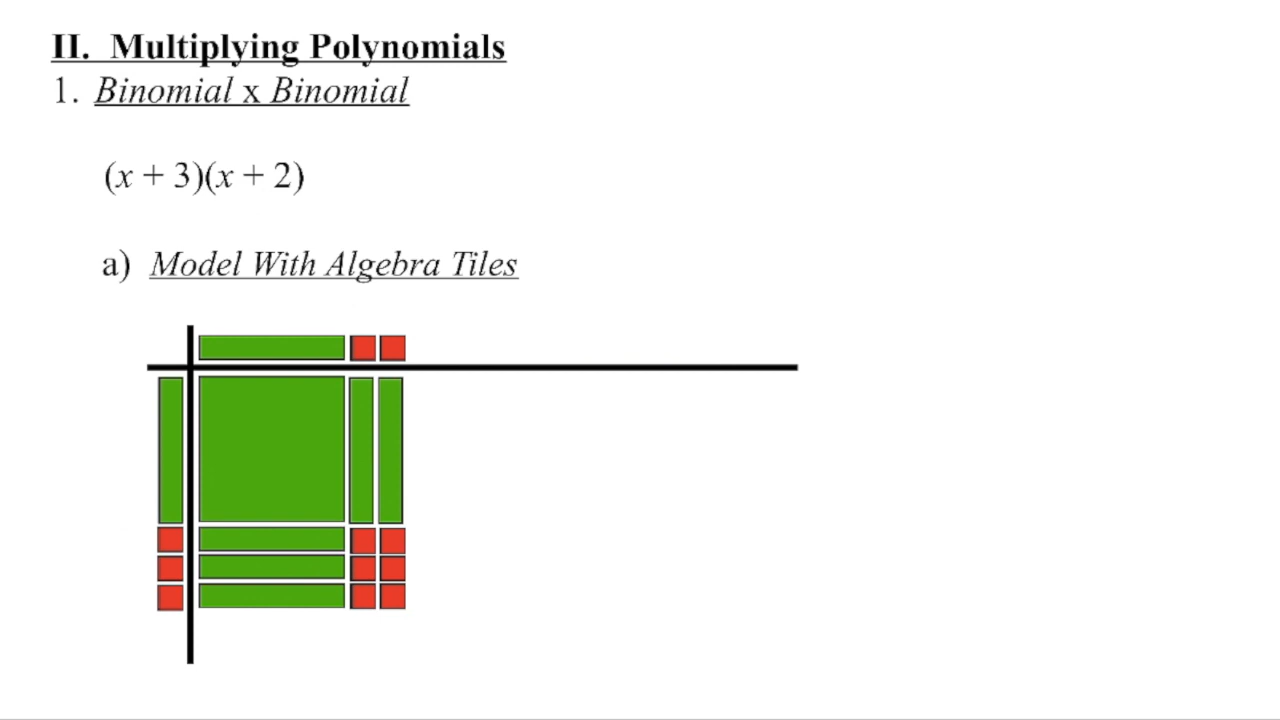 II. Multiplying Polynomials
1. Binomial x Binomial
(x + 3)(x + 2)
a) Model With Algebra Tiles